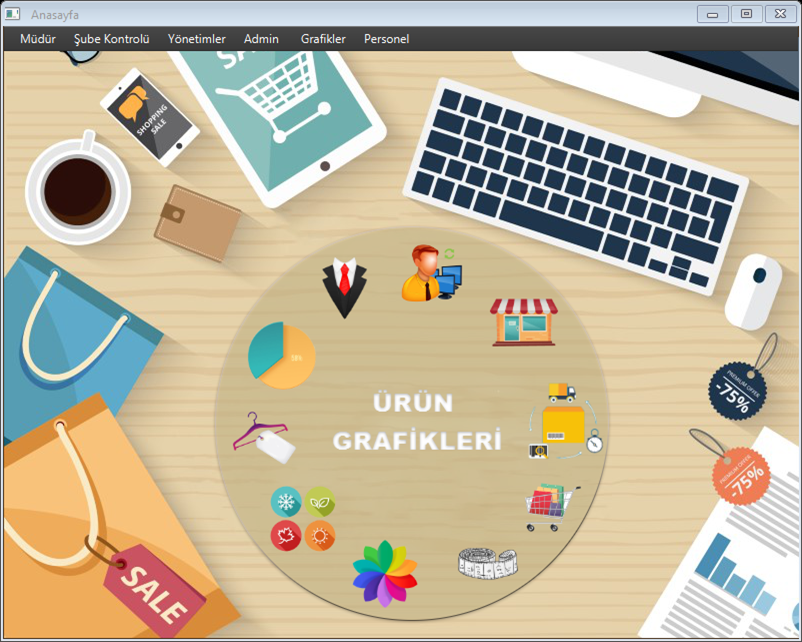 Anasayfa
Müdür Şube Kontrolü Yönetimler Admin Grafikler Personel
SA
SHOPPING
SALE
58%
ÜRÜN
GRAFİKLERİ
PREMIUM OFFER
-75%
PREMIUM OFFER
-75%
SALE